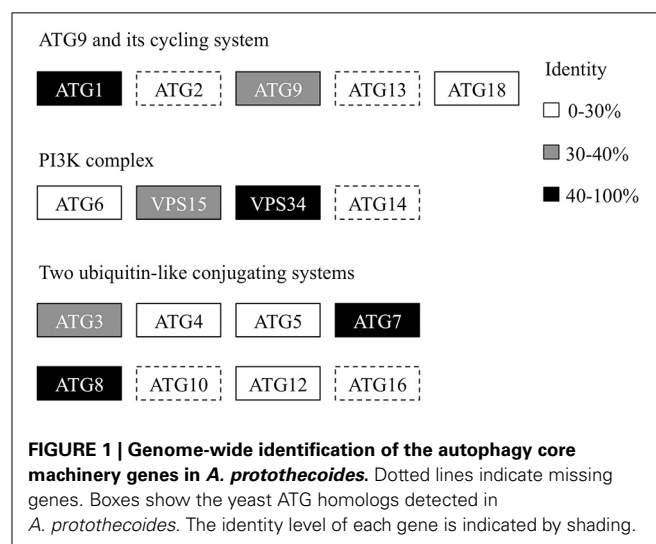 ATG9 and its cycling system
Identity
ATG1 ATG2 ATG9 ATG13 ATG18
0-30%
30-40%
40-100%
PI3K complex
ATG6 VPS15 VPS34 ATG14
Two ubiquitin-like conjugating systems
ATG3 ATG4 ATG5 ATG7
ATG8 ATG10 ATG12 ATG16
FIGURE 1 | Genome-wide identification of the autophagy core
machinery genes in A. protothecoides. Dotted lines indicate missing
genes. Boxes show the yeast ATG homologs detected in
A. protothecoides. The identity level of each gene is indicated by shading.